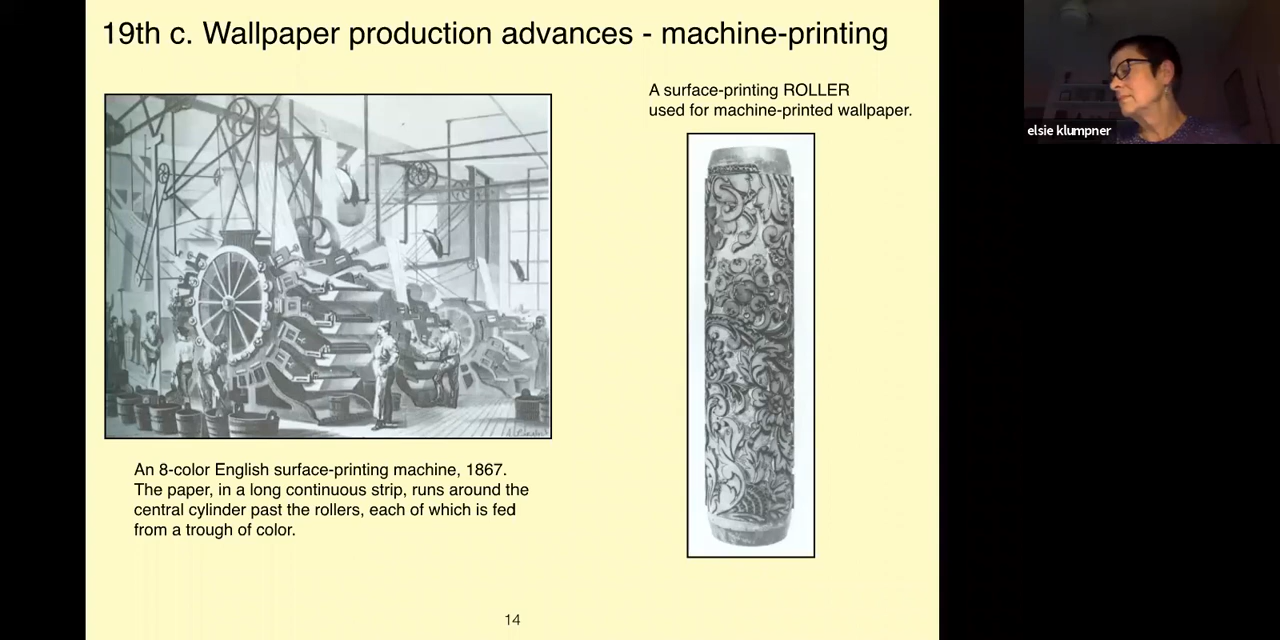 19th c. Wallpaper production advances - machine-printing
A surface-printing ROLLER
used for machine-printed wallpaper.
elsie klumpner
An 8-color English surface-printing machine, 1867.
The paper, in a long continuous strip, runs around the
central cylinder past the rollers, each of which is fed
from a trough of color.
14